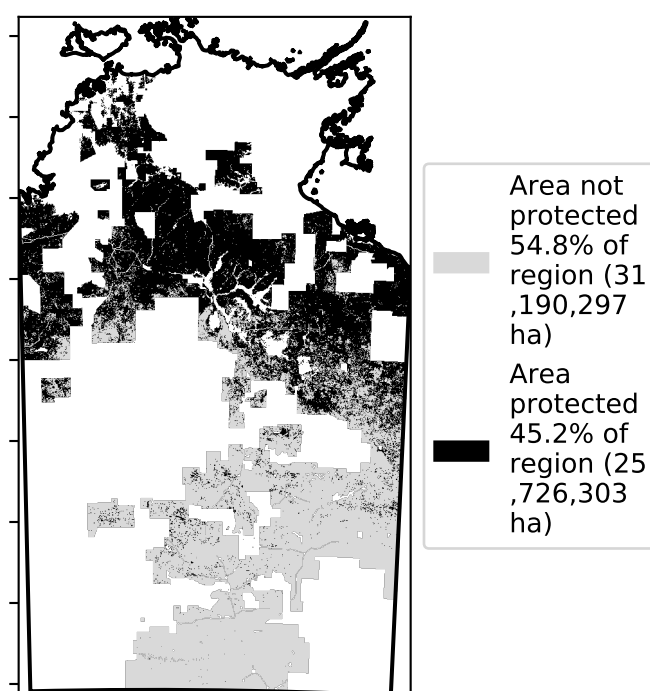 Area not
protected
54.8% of
region (31
,190,297
ha)
Area
protected
45.2% of
region (25
,726,303
ha)